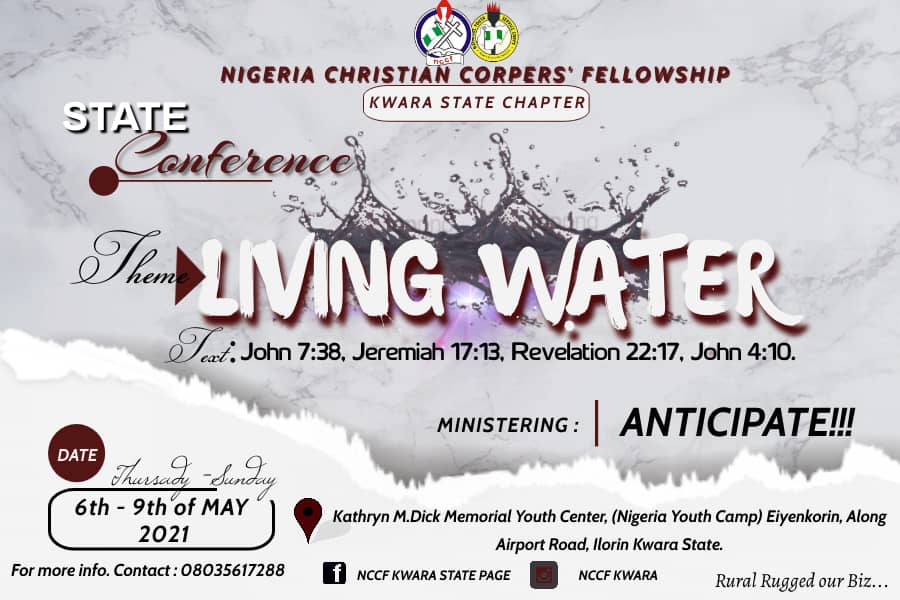 NCCF
NIGERIA CHRISTIAN CORPERS' FELLOWSHIP
KWARA STATE CHAPTER
STATE
Conference
Theme
LIVING WATER
Text: John 7:38, Jeremiah 17:13, Revelation 22:17, John 4:10.
MINISTERING : ANTICIPATE!!!
DATE
Thursady - Sunday
6th - 9th of MAY
2021
Kathryn M.Dick Memorial Youth Center, (Nigeria Youth Camp) Eiyenkorin, Along
Airport Road, Ilorin Kwara State.
For more info. Contact : 08035617288
NCCF KWARA STATE PAGE
NCCF KWARA
Rural Rugged our Biz...